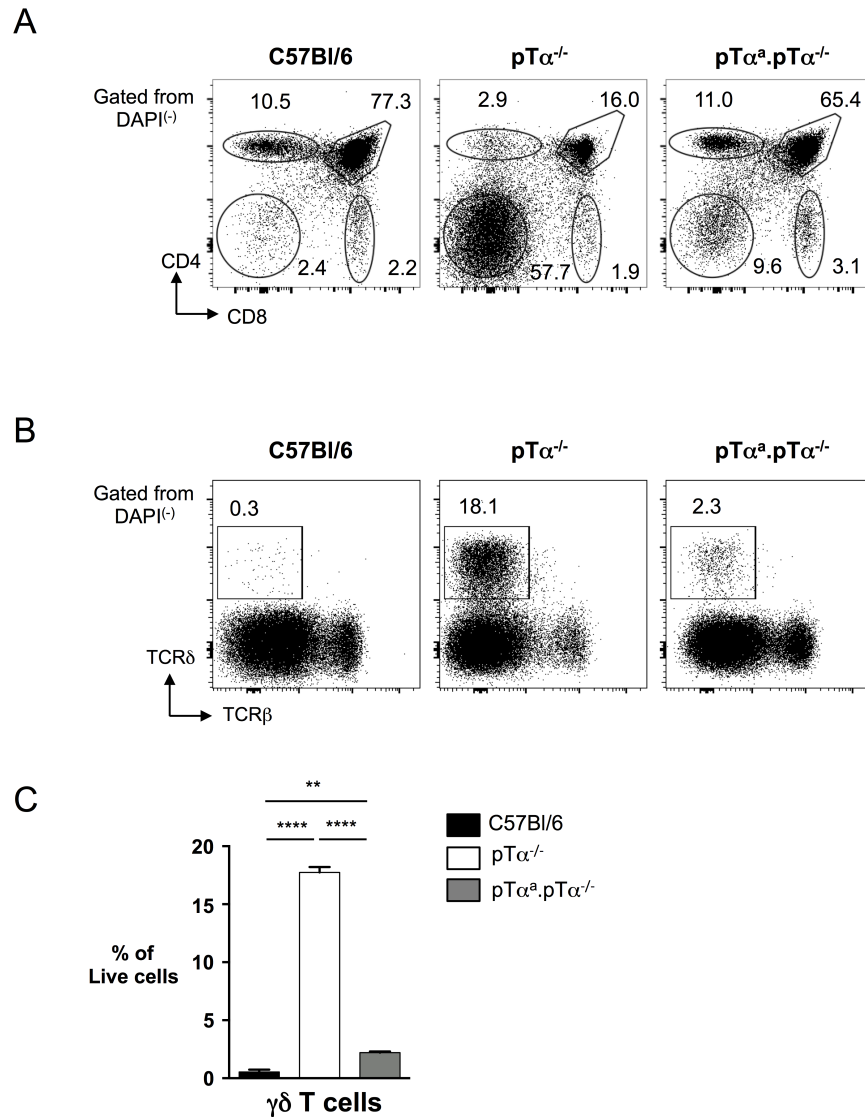 A
C57Bl/6 pTα-/- pTαᵃ.pTα-/-
Gated from
DAPI(-)
10.5 77.3 2.9 16.0 11.0 65.4
CD4
2.4 2.2 57.7 1.9 9.6 3.1
CD8
B
C57Bl/6 pTα-/- pTαᵃ.pTα-/-
Gated from
DAPI(-)
0.3 18.1 2.3
TCRδ
TCRβ
C
**
**** ****
C57Bl/6
pTα-/-
pTαᵃ.pTα-/-
20
15
10
5
0
% of
Live cells
γδ T cells